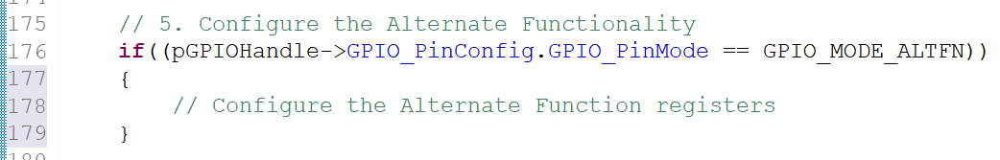 175 // 5. Configure the Alternate Functionality
176 if((pGPIOHandle->GPIO_PinConfig.GPIO_PinMode == GPIO_MODE_ALTFN))
177 {
178 // Configure the Alternate Function registers
179 }